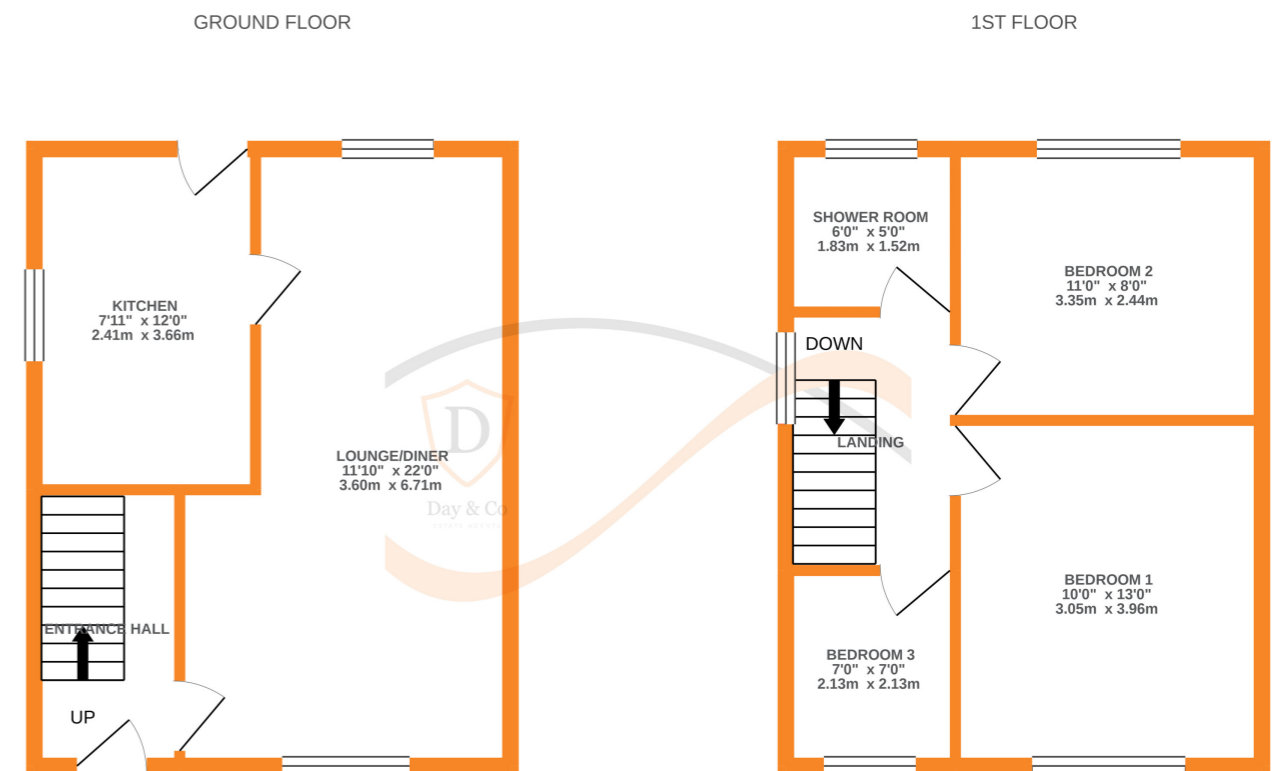 GROUND FLOOR
KITCHEN
7'11" x 12'0"
2.41m x 3.66m
LOUNGE/DINER
11'10" x 22'0"
3.60m x 6.71m
D
Day & Co
ENTRANCE HALL
UP
1ST FLOOR
SHOWER ROOM
6'0" x 5'0"
1.83m x 1.52m
BEDROOM 2
11'0" x 8'0"
3.35m x 2.44m
DOWN
LANDING
BEDROOM 1
10'0" x 13'0"
3.05m x 3.96m
BEDROOM 3
7'0" x 7'0"
2.13m x 2.13m